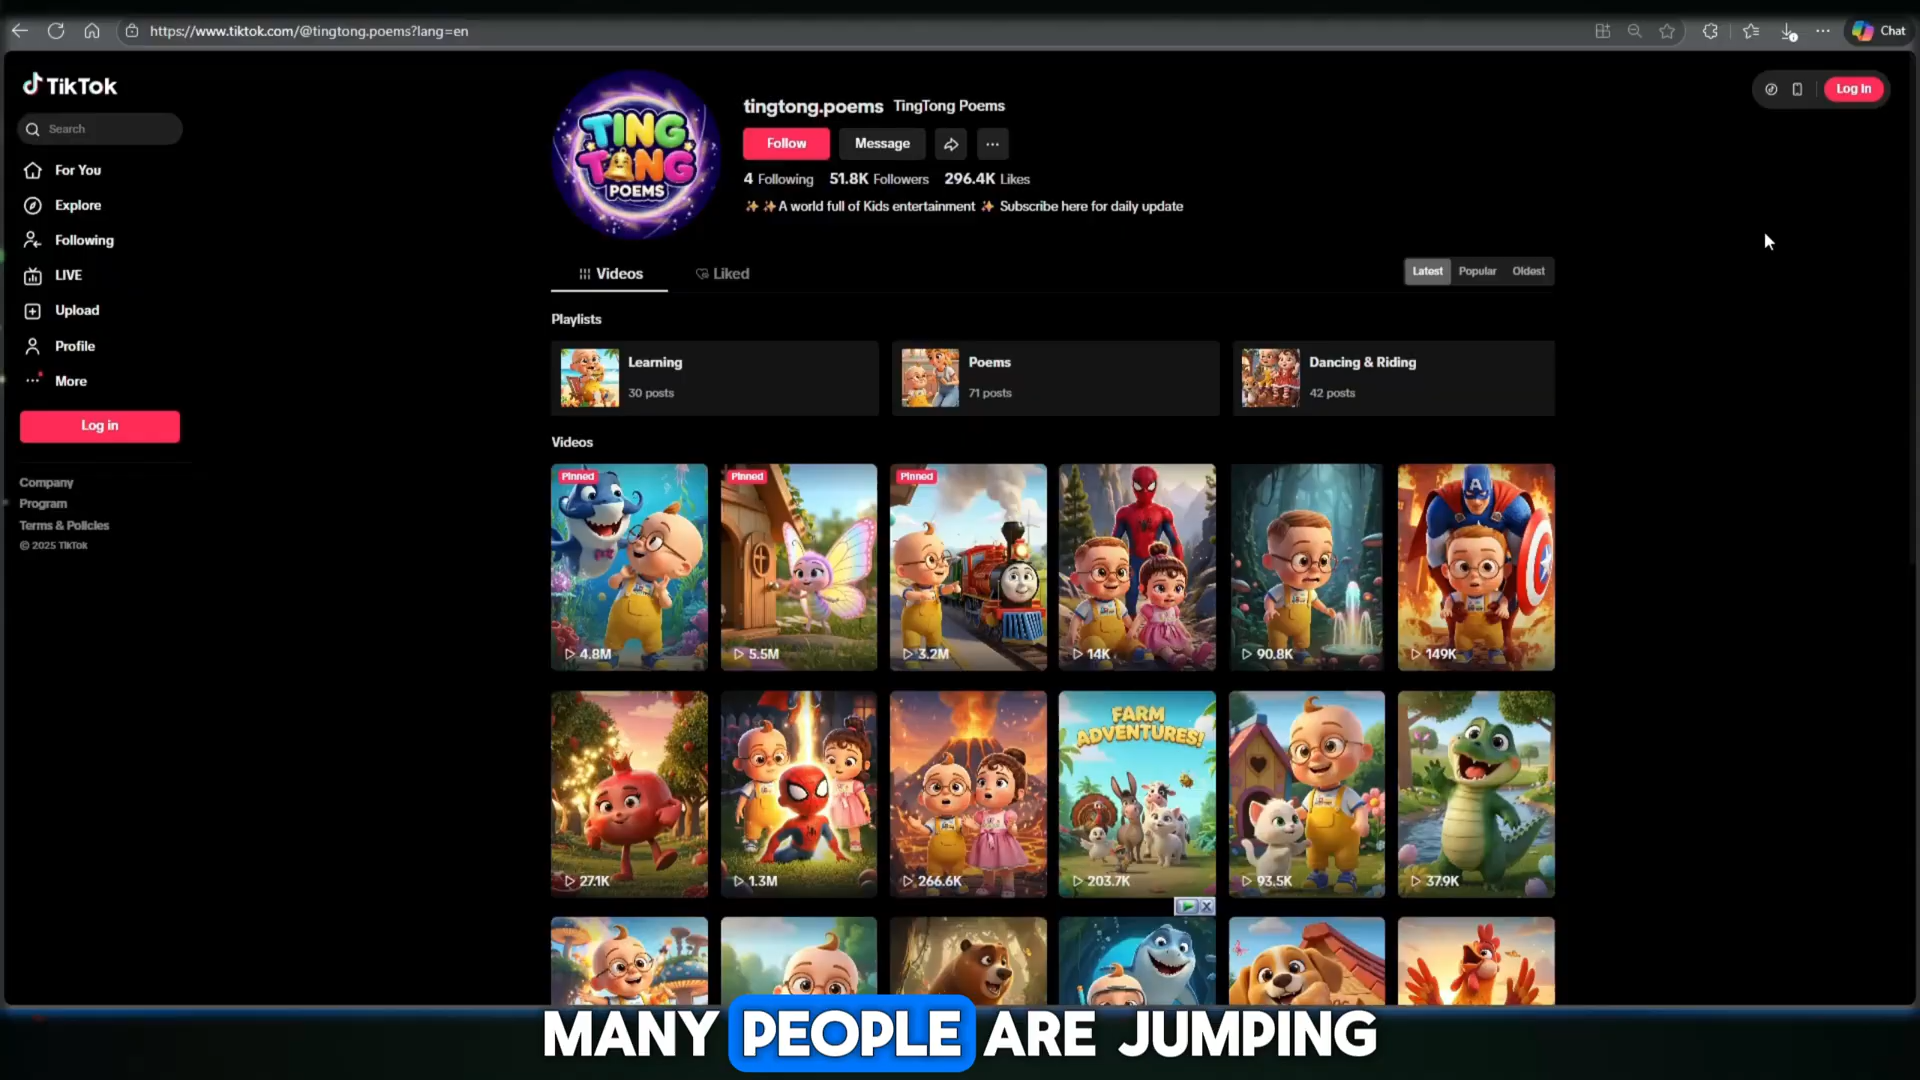 https://www.tiktok.com/@tingtong.poems?lang=en
Chat
TikTok
Search
For You
Explore
Following
LIVE
Upload
Profile
More
Log in
Company
Program
Terms & Policies
© 2025 TikTok
TING
TONG
POEMS
tingtong.poems TingTong Poems
Follow Message
4 Following 51.8K Followers 296.4K Likes
✨ ✨A world full of Kids entertainment ✨ Subscribe here for daily update
Log in
Videos Liked
Latest Popular Oldest
Playlists
Learning
30 posts
Poems
71 posts
Dancing & Riding
42 posts
Videos
Pinned
4.8M
Pinned
5.5M
Pinned
3.2M
14K
A
90.8K
149K
27.1K
1.3M
266.6K
FARM
ADVENTURES!
203.7K
93.5K
37.9K
MANY PEOPLE ARE JUMPING